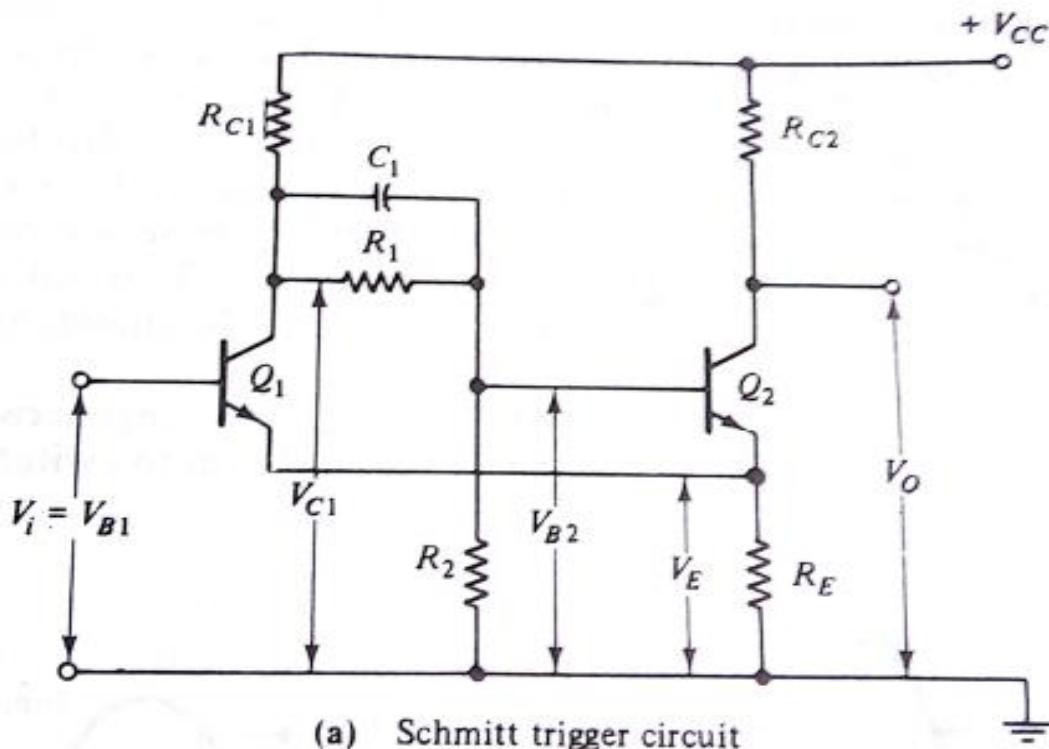 + V_CC
R_C1
R_C2
C_1
R_1
Q_1
Q_2
V_i = V_B1
V_C1
V_B2
V_O
R_2
V_E
R_E
(a) Schmitt trigger circuit